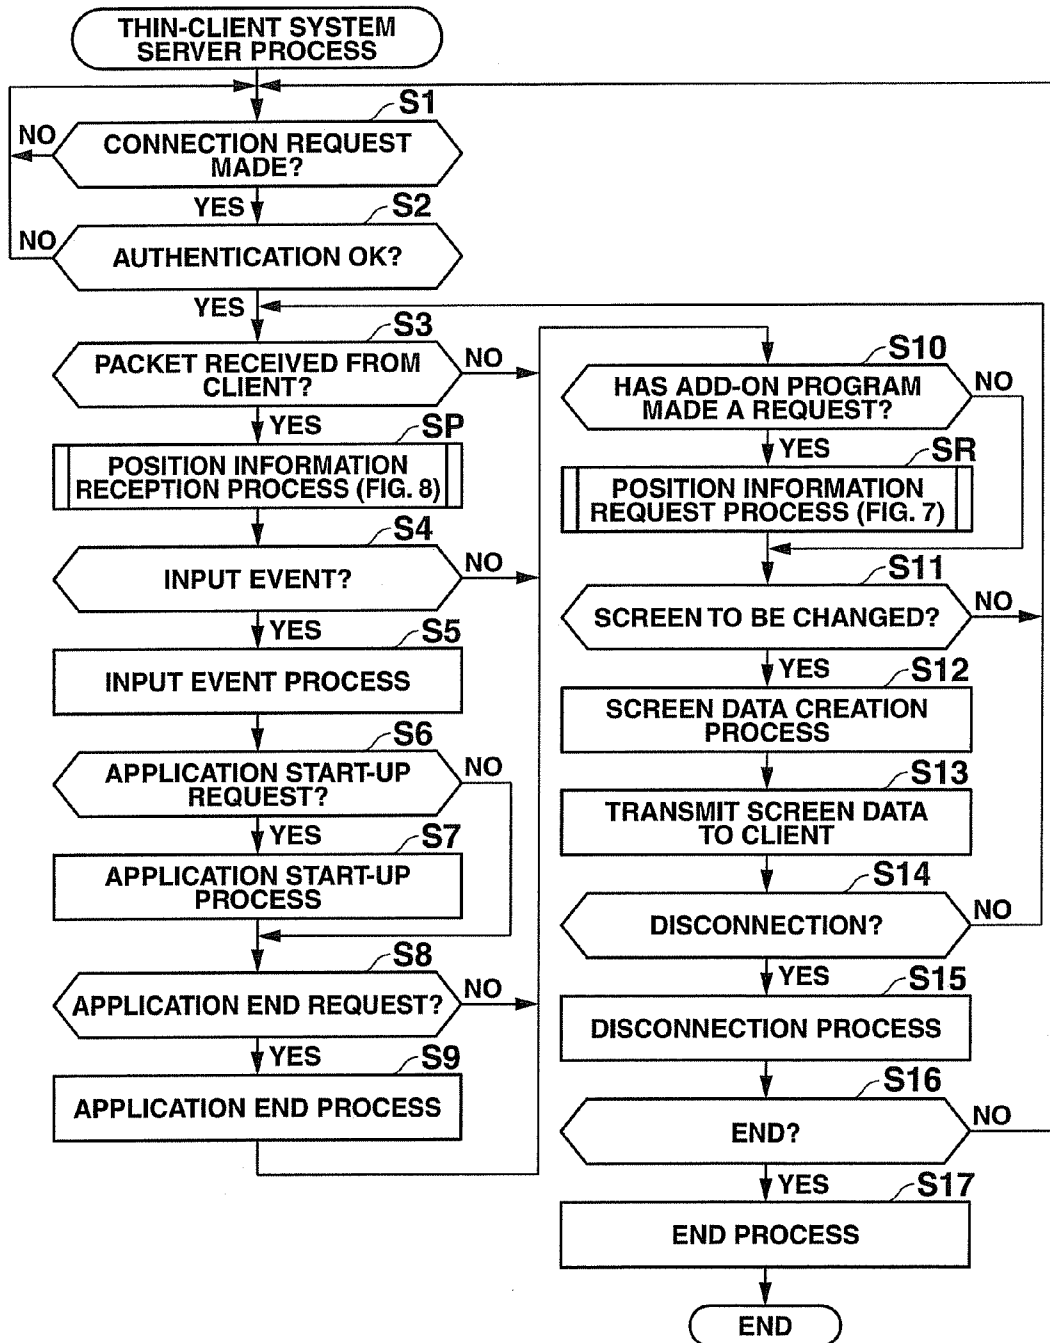 THIN-CLIENT SYSTEM
SERVER PROCESS
S1
CONNECTION REQUEST
MADE?
NO
YES
S2
AUTHENTICATION OK?
NO
YES
S3
PACKET RECEIVED FROM
CLIENT?
NO
YES
SP
POSITION INFORMATION
RECEPTION PROCESS (FIG. 8)
S4
INPUT EVENT?
NO
YES
S5
INPUT EVENT PROCESS
S6
APPLICATION START-UP
REQUEST?
NO
YES
S7
APPLICATION START-UP
PROCESS
S8
APPLICATION END REQUEST?
NO
YES
S9
APPLICATION END PROCESS
S10
HAS ADD-ON PROGRAM
MADE A REQUEST?
NO
YES
SR
POSITION INFORMATION
REQUEST PROCESS (FIG. 7)
S11
SCREEN TO BE CHANGED?
NO
YES
S12
SCREEN DATA CREATION
PROCESS
S13
TRANSMIT SCREEN DATA
TO CLIENT
S14
DISCONNECTION?
NO
YES
S15
DISCONNECTION PROCESS
S16
END?
NO
YES
S17
END PROCESS
END